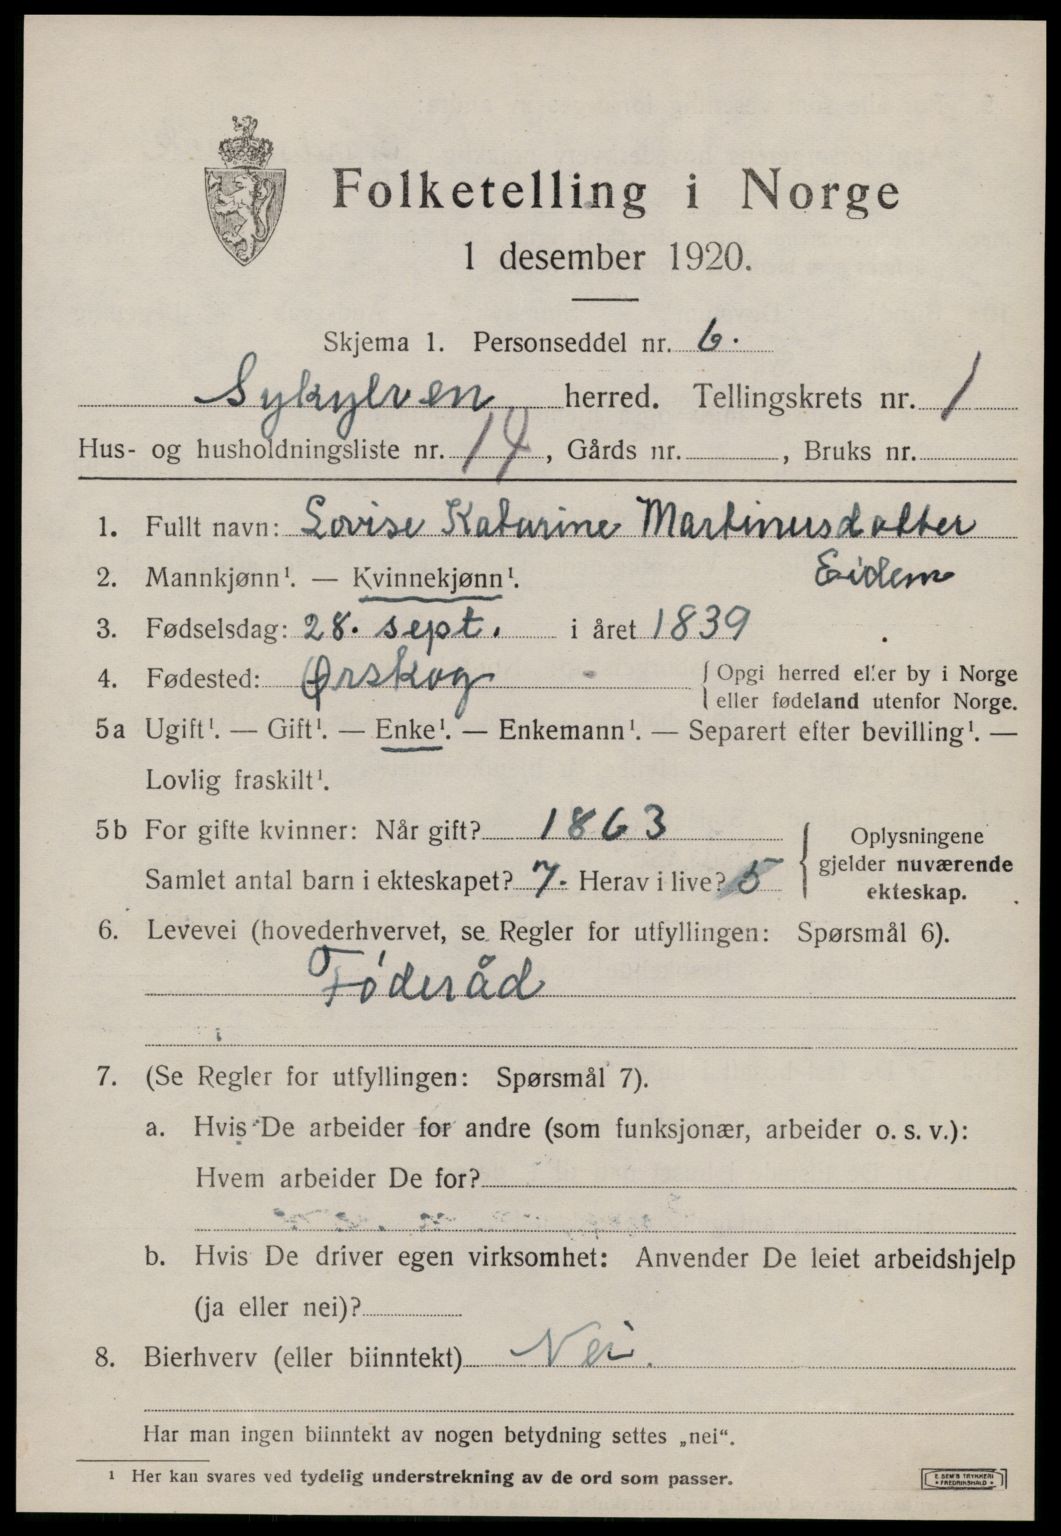 Folketelling i Norge
1 desember 1920.
Skjema 1. Personseddel nr. 6.
Sykylven herred. Tellingskrets nr. 1
Hus- og husholdningsliste nr. 14, Gårds nr. , Bruks nr.
1. Fullt navn: Lovise Katarine Martinusdotter
Eidem
2. Mannkjønn¹. — Kvinnekjønn¹.
3. Fødselsdag: 28. sept. i året 1839
4. Fødested: Ørskog { Opgi herred eller by i Norge
eller fødeland utenfor Norge.
5a Ugift¹. — Gift¹. — Enke¹. — Enkemann¹. — Separert efter bevilling¹. —
Lovlig fraskilt¹.
5b For gifte kvinner: Når gift? 1863
Samlet antal barn i ekteskapet? 7. Herav i live? 5
Oplysningene
gjelder nuværende
ekteskap.
6. Levevei (hovederhvervet, se Regler for utfyllingen: Spørsmål 6).
Føderåd
7. (Se Regler for utfyllingen: Spørsmål 7).
a. Hvis De arbeider for andre (som funksjonær, arbeider o. s. v.):
Hvem arbeider De for?
b. Hvis De driver egen virksomhet: Anvender De leiet arbeidshjelp
(ja eller nei)?
8. Bierhverv (eller biinntekt) Nei.
Har man ingen biinntekt av nogen betydning settes „nei“.
¹ Her kan svares ved tydelig understrekning av de ord som passer.
E. SEM'S TRYKKERI
FREDRIKSHALD